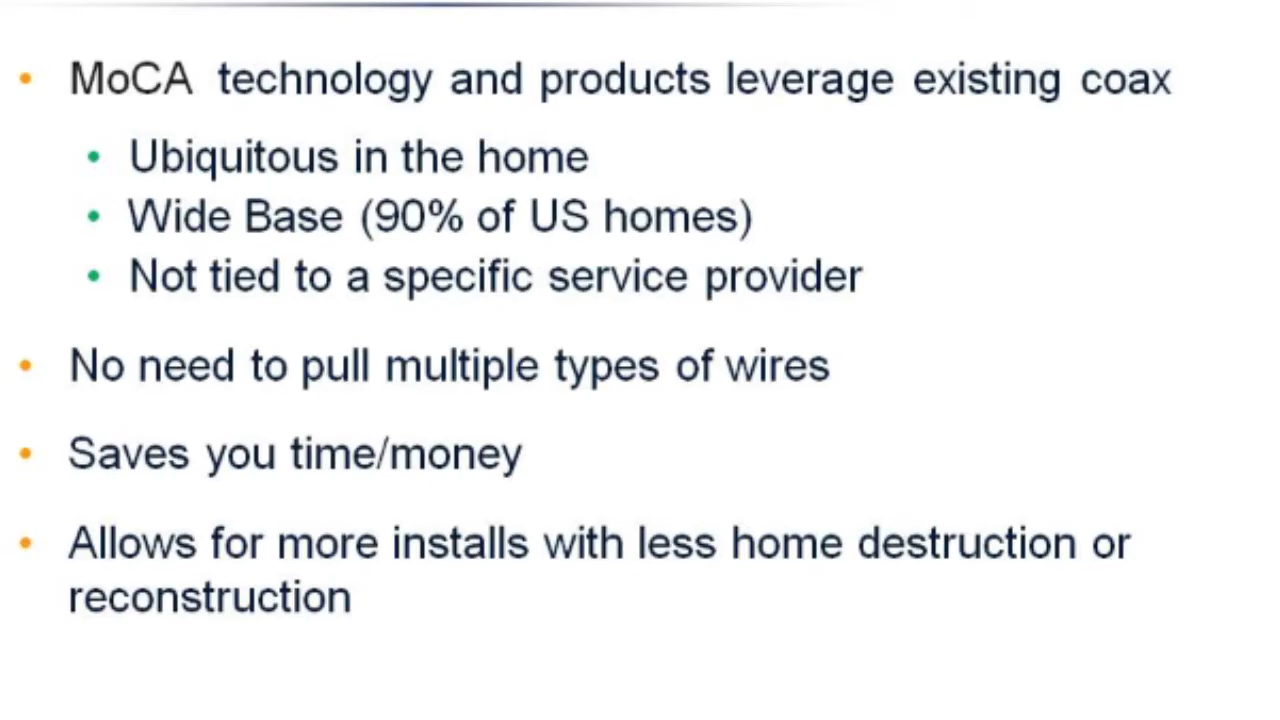 • MoCA technology and products leverage existing coax
• Ubiquitous in the home
• Wide Base (90% of US homes)
• Not tied to a specific service provider
• No need to pull multiple types of wires
• Saves you time/money
• Allows for more installs with less home destruction or
reconstruction